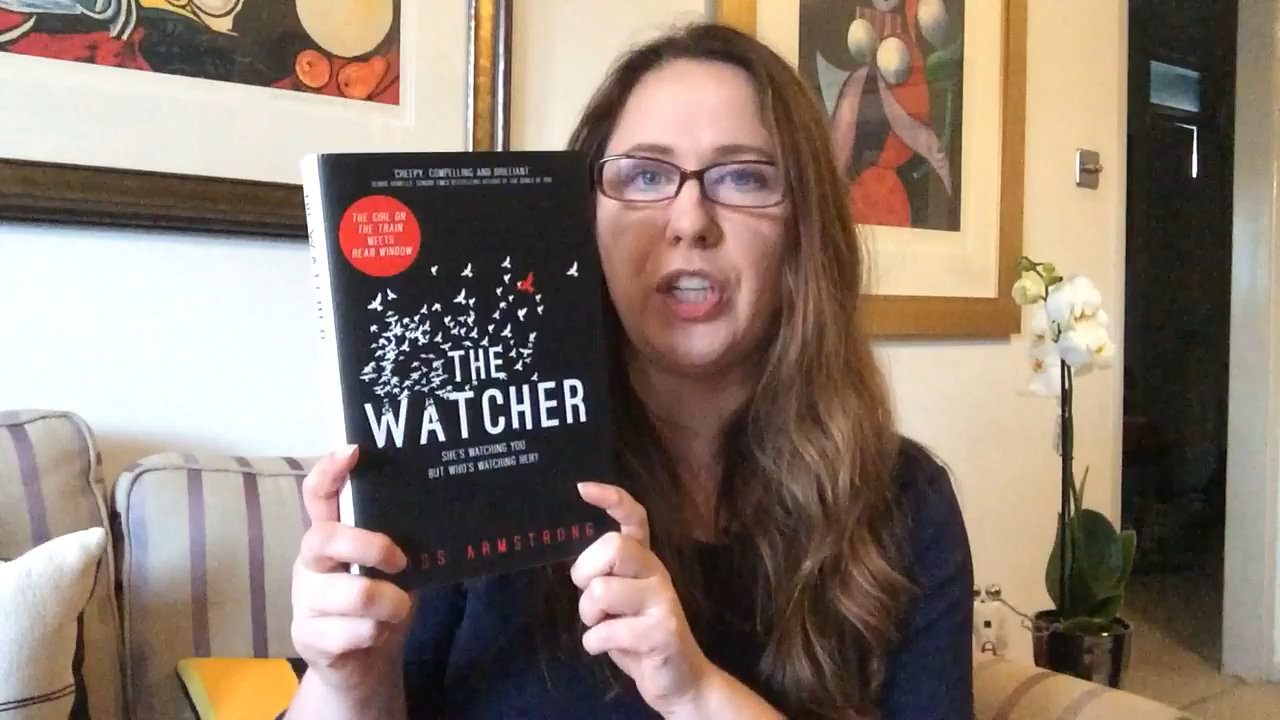 'CREEPY, COMPELLING AND BRILLIANT'
THE GIRL ON
THE TRAIN
MEETS
REAR WINDOW
THE
WATCHER
SHE'S WATCHING YOU
BUT WHO'S WATCHING HER?
ARMSTRONG